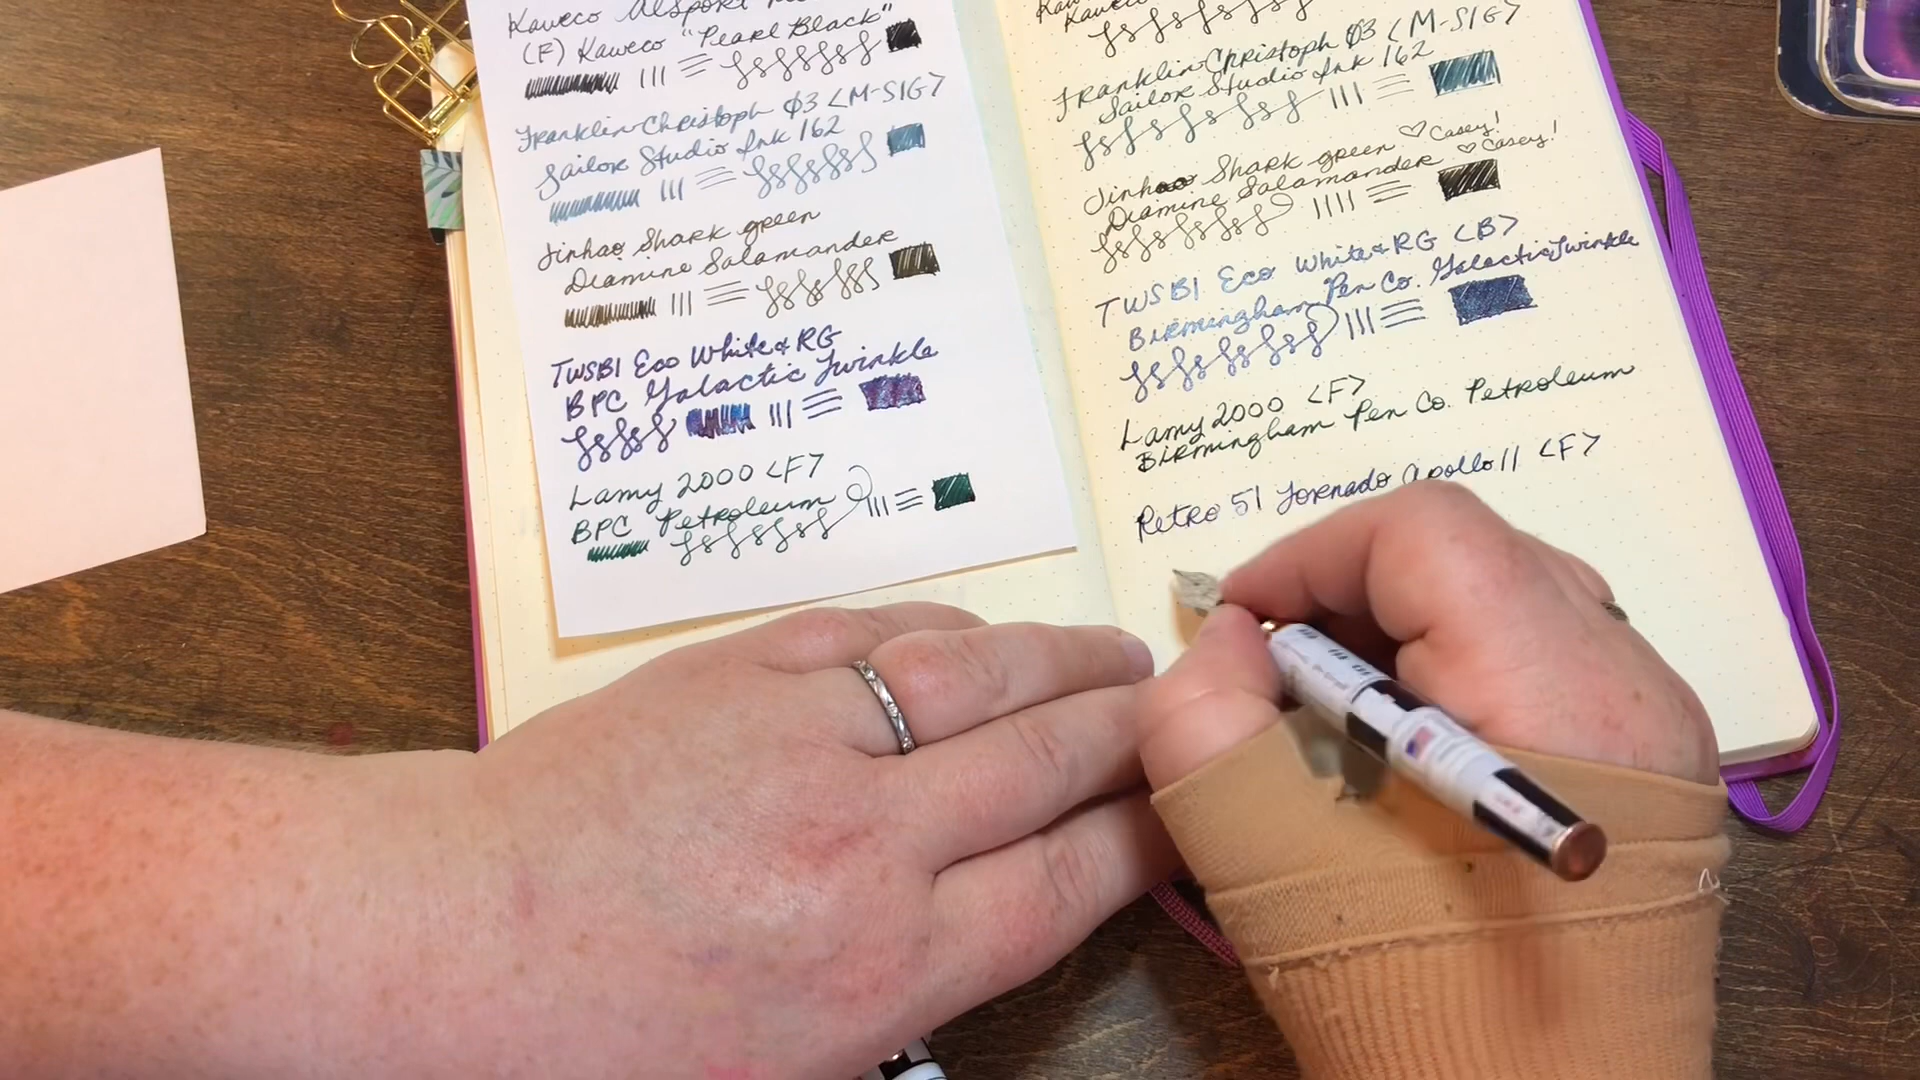 Kaweco AlSport
(F) Kaweco "Pearl Black"
Franklin-Christoph 03 <M-SIG>
Sailor Studio Ink 162
Jinhao Shark green
Diamine Salamander
TWSBI Eco White & RG
BPC Galactic Twinkle
Lamy 2000 <F>
BPC Petroleum
Kaweco
Franklin-Christoph 03 <M-SIG>
Sailor Studio Ink 162
Jinhao Shark green ♡ Casey!
Diamine Salamander ♡ Casey!
TWSBI Eco White & RG <B>
Birmingham Pen Co. Galactic Twinkle
Lamy 2000 <F>
Birmingham Pen Co. Petroleum
Retro 51 Tornado Apollo 11 <F>